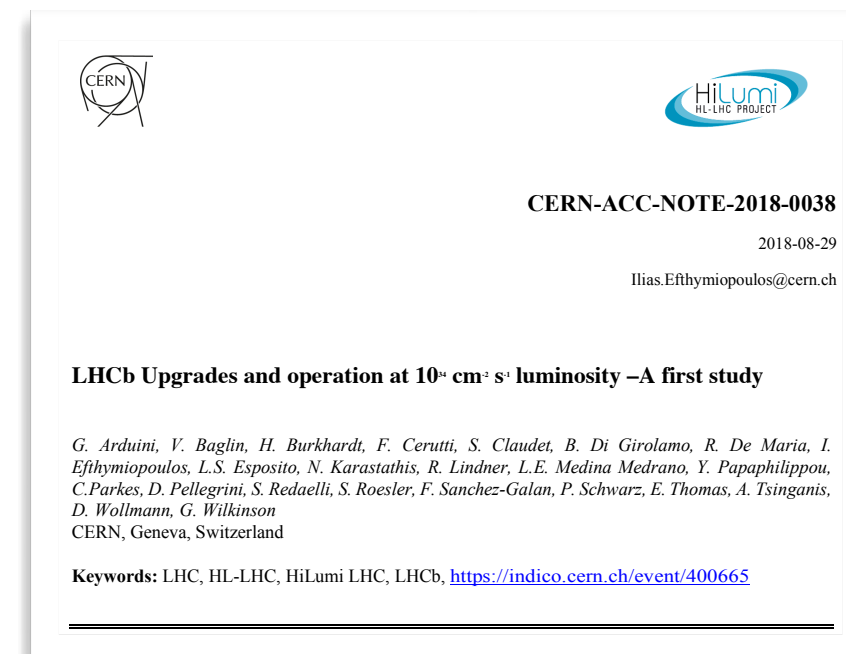 CERN
HiLumi
HL-LHC PROJECT
CERN-ACC-NOTE-2018-0038
2018-08-29
Ilias.Efthymiopoulos@cern.ch
LHCb Upgrades and operation at 10³⁴ cm⁻² s⁻¹ luminosity –A first study
G. Arduini, V. Baglin, H. Burkhardt, F. Cerutti, S. Claudet, B. Di Girolamo, R. De Maria, I.
Efthymiopoulos, L.S. Esposito, N. Karastathis, R. Lindner, L.E. Medina Medrano, Y. Papaphilippou,
C.Parkes, D. Pellegrini, S. Redaelli, S. Roesler, F. Sanchez-Galan, P. Schwarz, E. Thomas, A. Tsinganis,
D. Wollmann, G. Wilkinson
CERN, Geneva, Switzerland
Keywords: LHC, HL-LHC, HiLumi LHC, LHCb, https://indico.cern.ch/event/400665